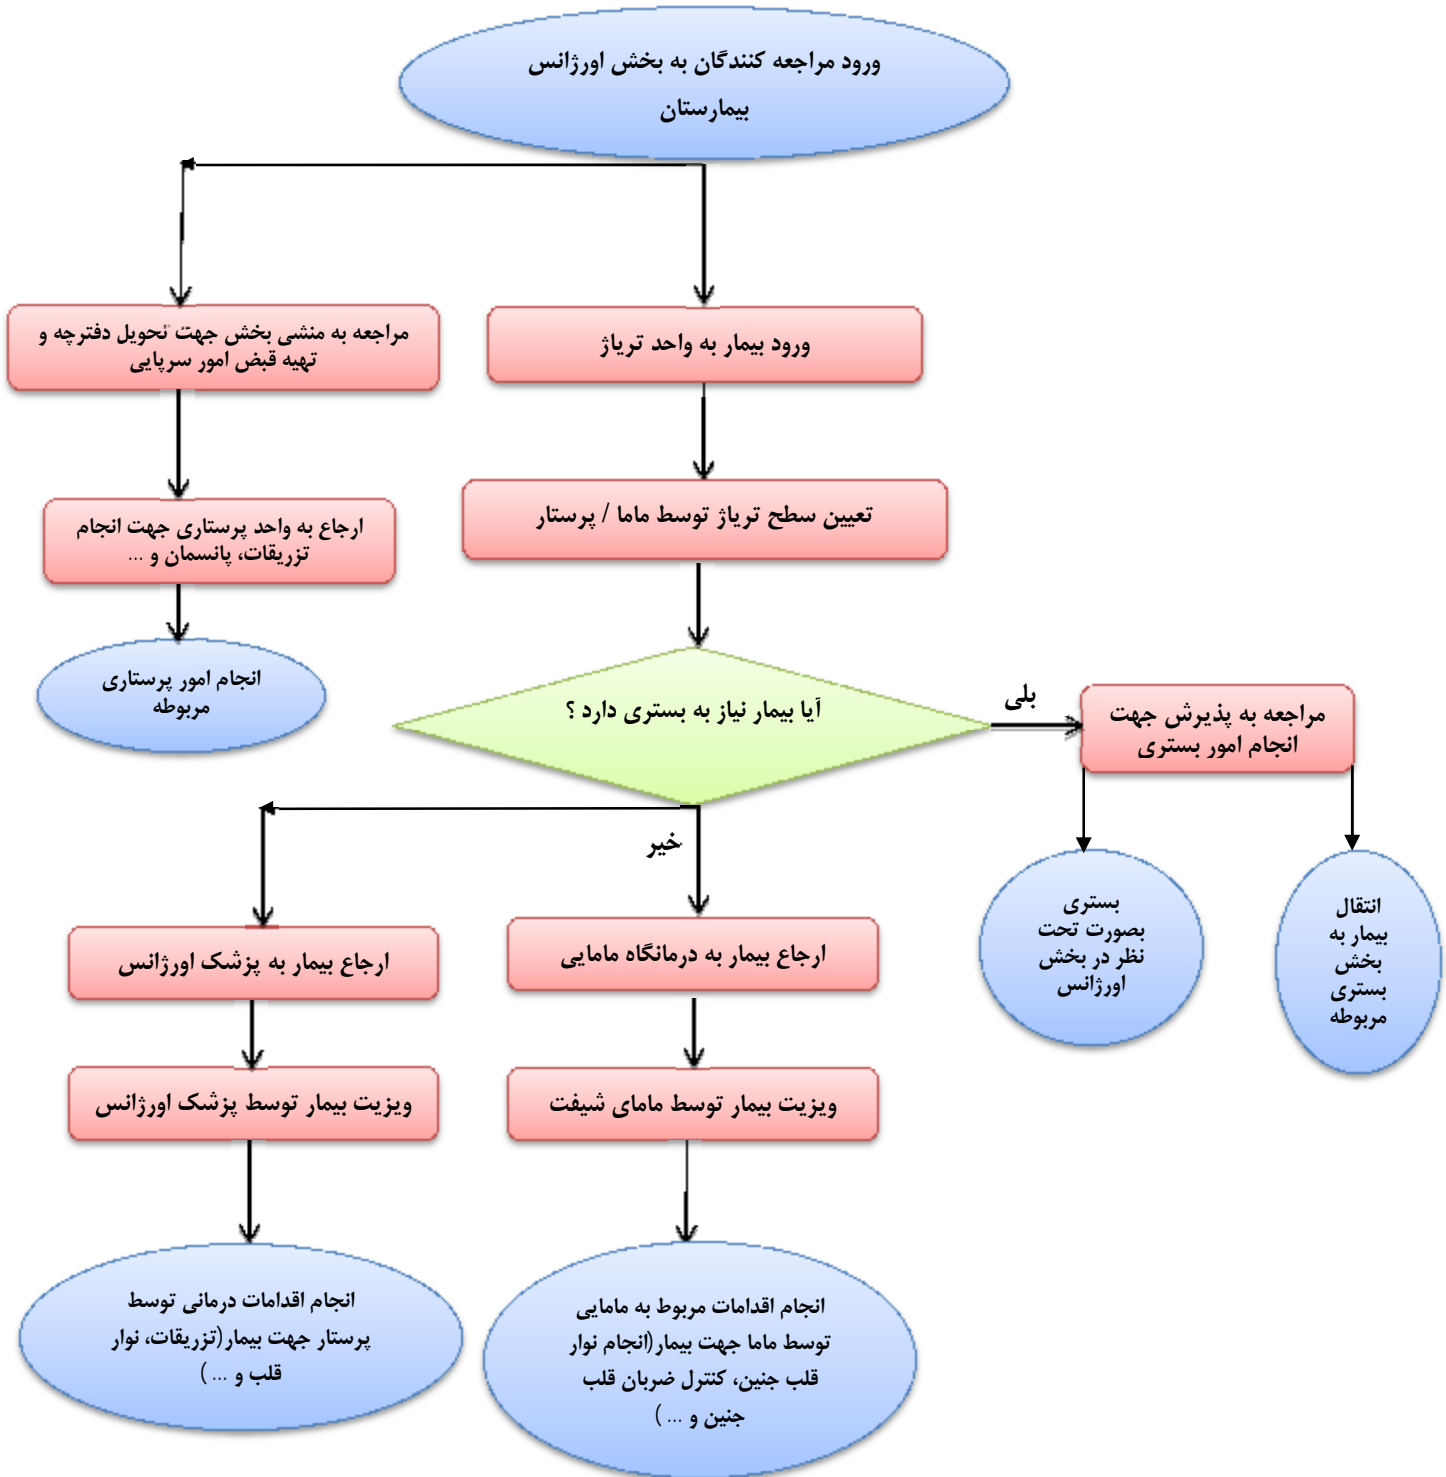 ورود مراجعه کنندگان به بخش اورژانس
بیمارستان
ورود بیمار به واحد تریاژ
مراجعه به منشی بخش جهت تحویل دفترچه و
تهیه قبض امور سرپایی
تعیین سطح تریاژ توسط ماما / پرستار
ارجاع به واحد پرستاری جهت انجام
تزریقات، پانسمان و ...
انجام امور پرستاری
مربوطه
آیا بیمار نیاز به بستری دارد ؟
بلی
مراجعه به پذیرش جهت
انجام امور بستری
خیر
انتقال
بیمار به
بخش
بستری
مربوطه
بستری
بصورت تحت
نظر در بخش
اورژانس
ارجاع بیمار به درمانگاه مامایی
ارجاع بیمار به پزشک اورژانس
ویزیت بیمار توسط مامای شیفت
ویزیت بیمار توسط پزشک اورژانس
انجام اقدامات مربوط به مامایی
توسط ماما جهت بیمار(انجام نوار
قلب جنین، کنترل ضربان قلب
جنین و ... )
انجام اقدامات درمانی توسط
پرستار جهت بیمار(تزریقات، نوار
قلب و ... )